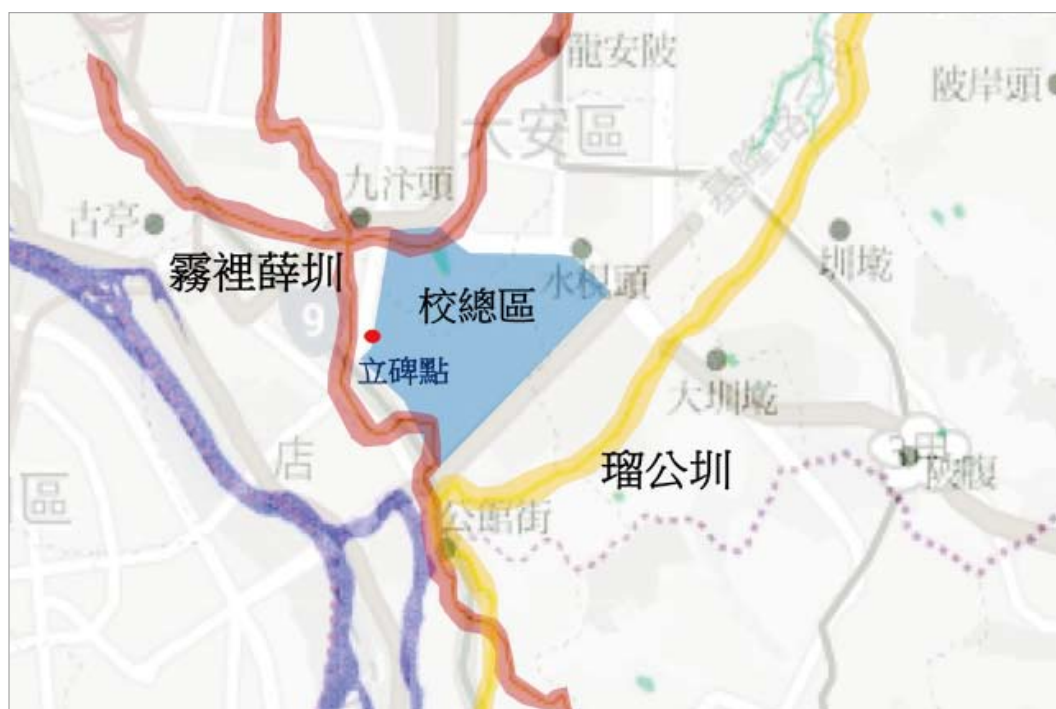 龍安陂
陂岸頭
大安區
基隆路
九汴頭
古亭
霧裡薛圳
水梘頭
圳墘
校總區
9
立碑點
大圳墘
店
瑠公圳
陂腹
區
公館街